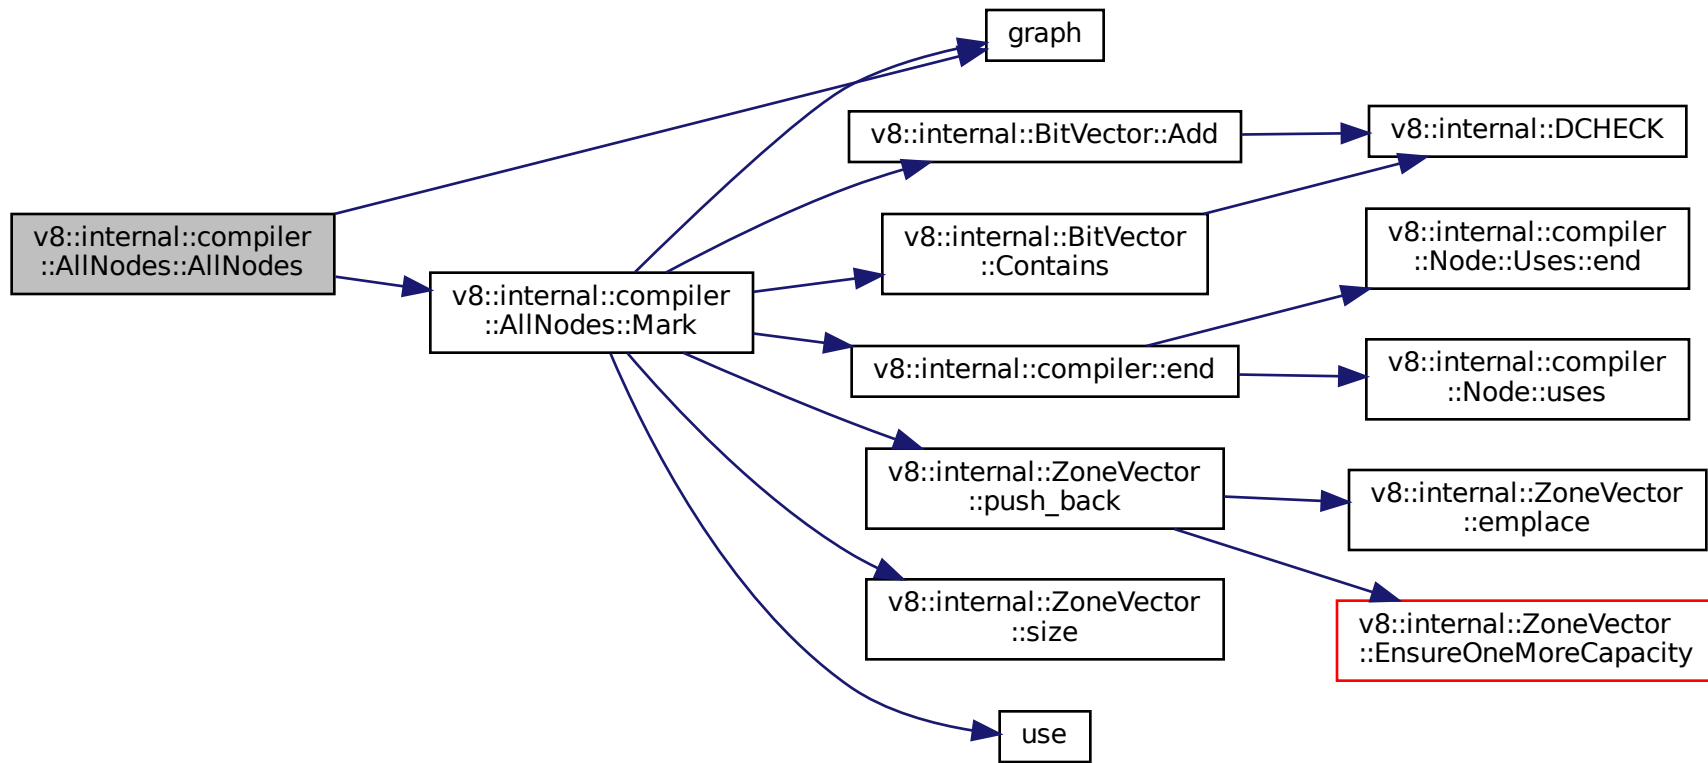 graph
v8::internal::BitVector::Add
v8::internal::DCHECK
v8::internal::compiler
::AllNodes::AllNodes
v8::internal::BitVector
::Contains
v8::internal::compiler
::Node::Uses::end
v8::internal::compiler
::AllNodes::Mark
v8::internal::compiler::end
v8::internal::compiler
::Node::uses
v8::internal::ZoneVector
::push_back
v8::internal::ZoneVector
::emplace
v8::internal::ZoneVector
::size
v8::internal::ZoneVector
::EnsureOneMoreCapacity
use